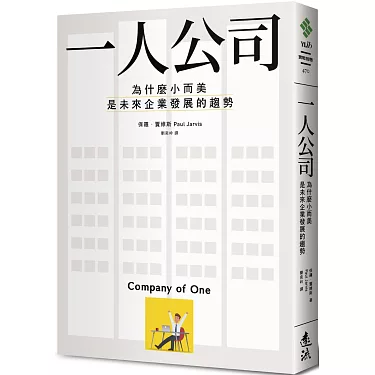 一人公司
為什麼小而美
是未來企業發展的趨勢
保羅・賈維斯 Paul Jarvis
Company of One
一人公司
為什麼小而美
是未來企業發展的趨勢
遠流